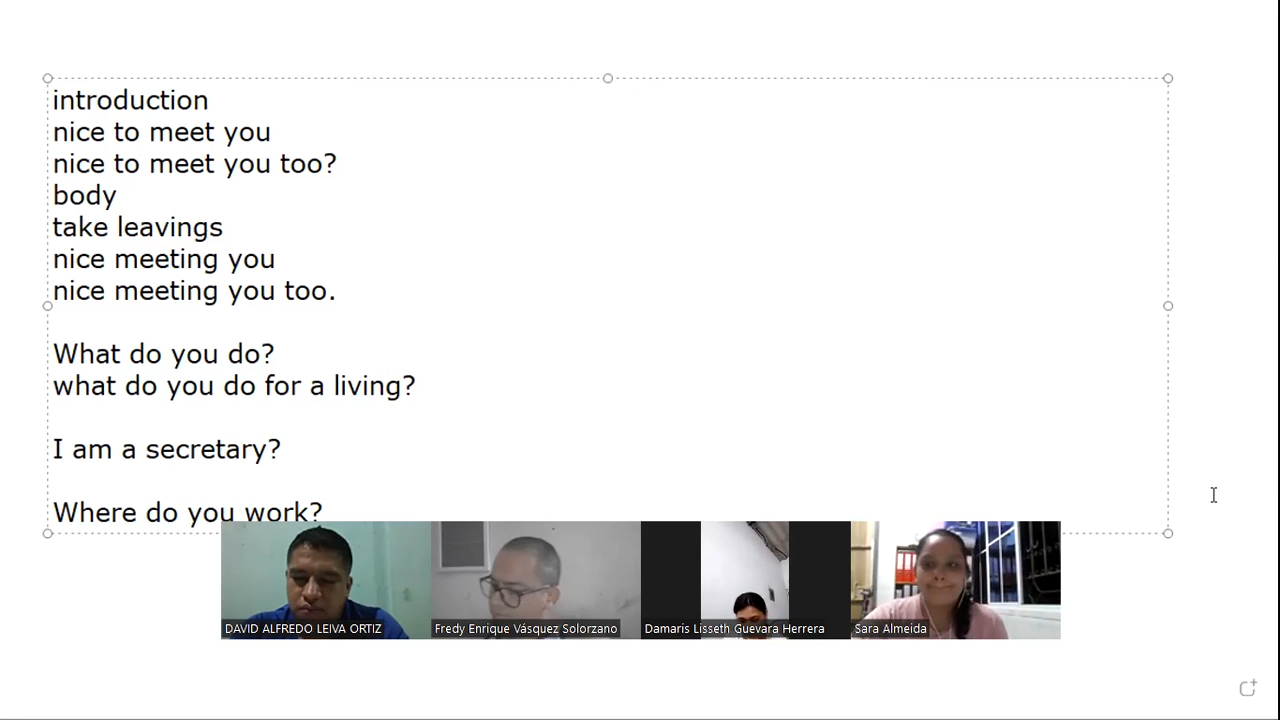 introduction
nice to meet you
nice to meet you too?
body
take leavings
nice meeting you
nice meeting you too.
What do you do?
what do you do for a living?
I am a secretary?
Where do you work?
DAVID ALFREDO LEIVA ORTIZ
Fredy Enrique Vásquez Solorzano
Damaris Lisseth Guevara Herrera
Sara Almeida